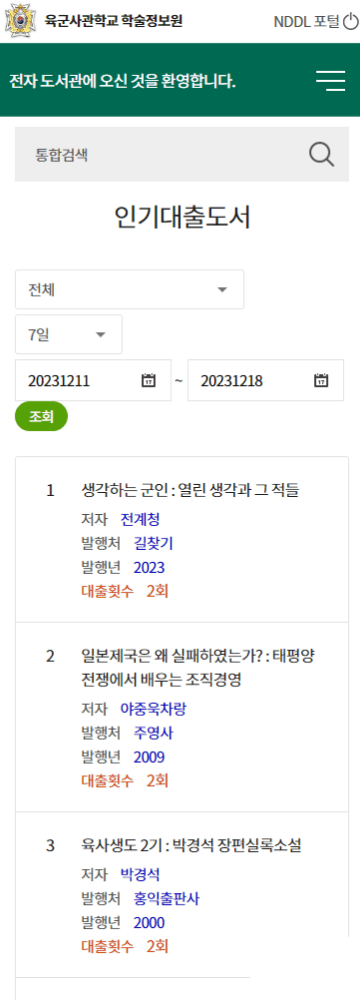 육군사관학교 학술정보원
NDDL 포털
전자 도서관에 오신 것을 환영합니다.
통합검색
인기대출도서
전체
7일
20231211 ~ 20231218
조회
1 생각하는 군인 : 열린 생각과 그 적들
저자 전계청
발행처 길찾기
발행년 2023
대출횟수 2회
2 일본제국은 왜 실패하였는가? : 태평양
전쟁에서 배우는 조직경영
저자 야중욱차랑
발행처 주영사
발행년 2009
대출횟수 2회
3 육사생도 2기 : 박경석 장편실록소설
저자 박경석
발행처 홍익출판사
발행년 2000
대출횟수 2회